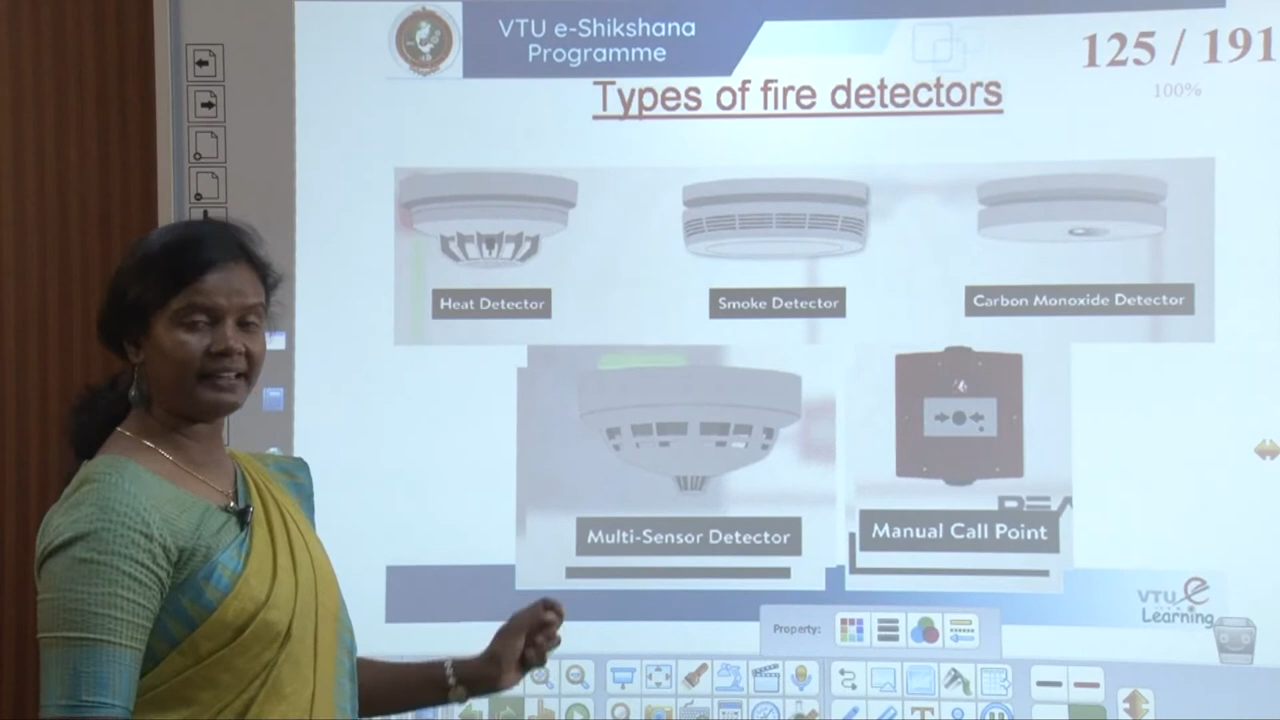 VTU e-Shikshana
Programme
125 / 191
100%
Types of fire detectors
Heat Detector
Smoke Detector
Carbon Monoxide Detector
Multi-Sensor Detector
Manual Call Point
VTU e
Learning
Property:
T